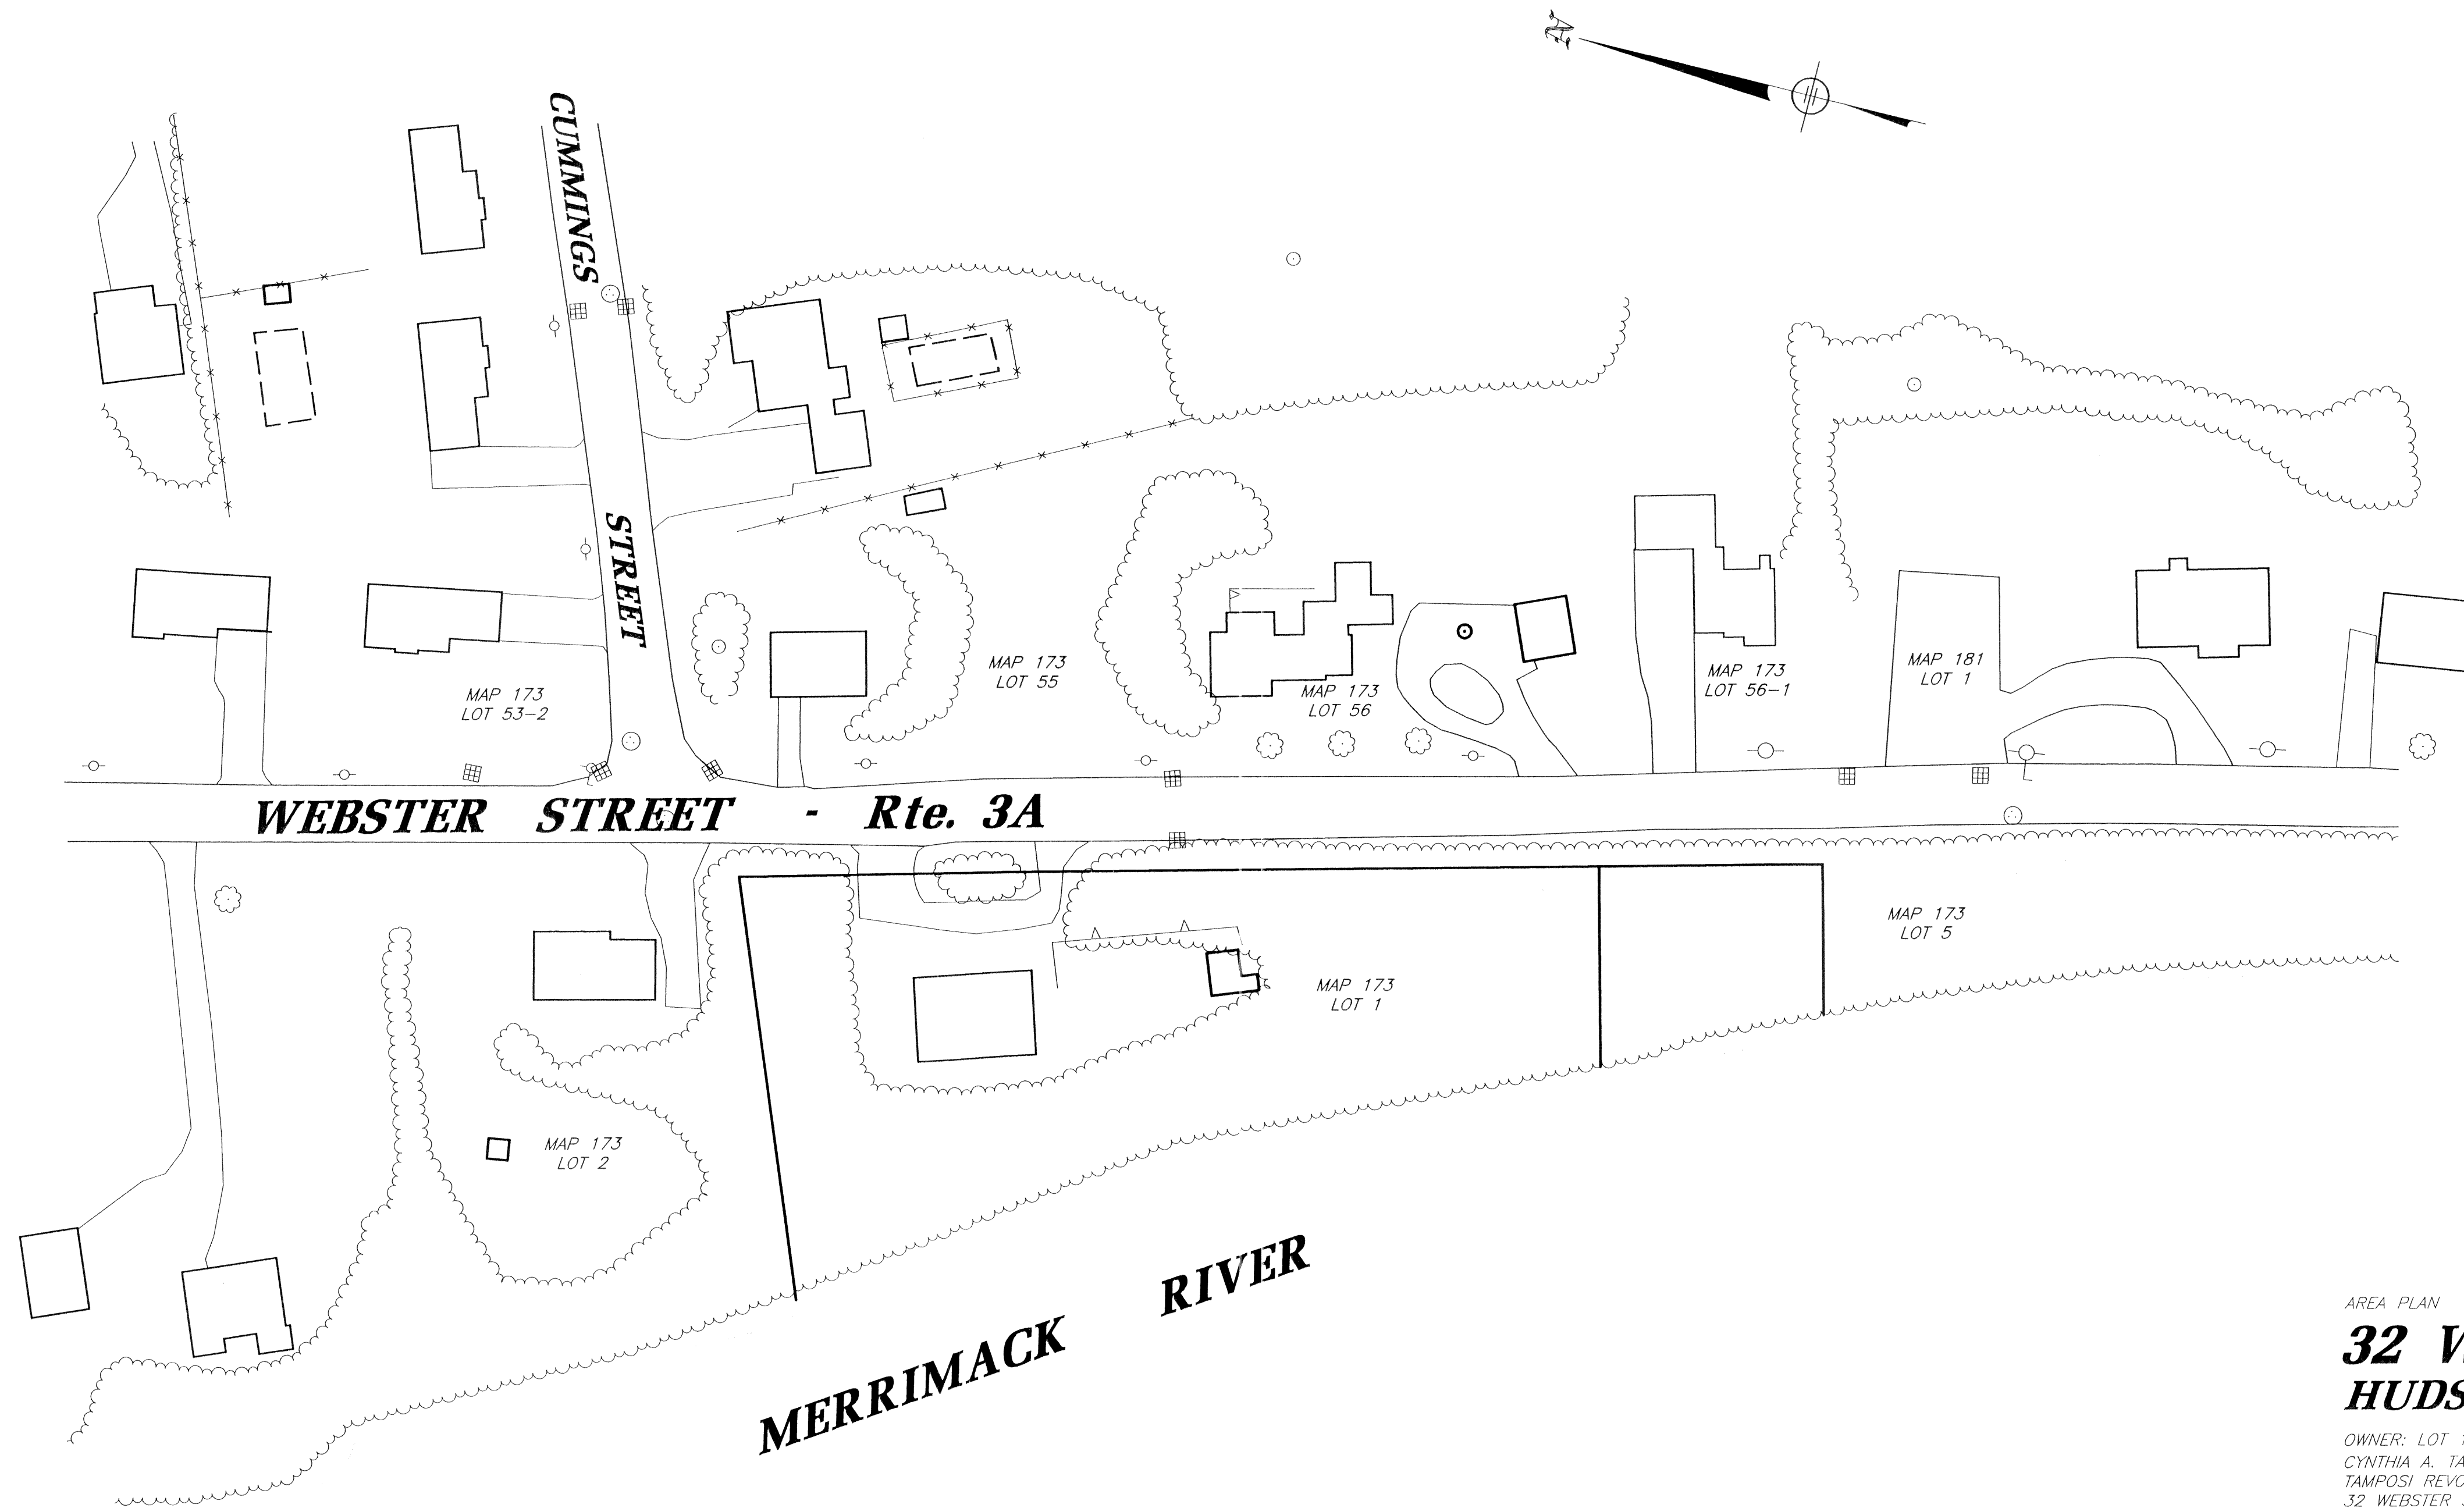 CUMMINGS
STREET
MAP 173
LOT 53-2
MAP 173
LOT 55
MAP 173
LOT 56
MAP 173
LOT 56-1
MAP 181
LOT 1
WEBSTER STREET - Rte. 3A
MAP 173
LOT 5
MAP 173
LOT 1
MAP 173
LOT 2
MERRIMACK RIVER
AREA PLAN
32
HUDS
OWNER: LOT
CYNTHIA A. TA
TAMPOSI REVO
32 WEBSTER